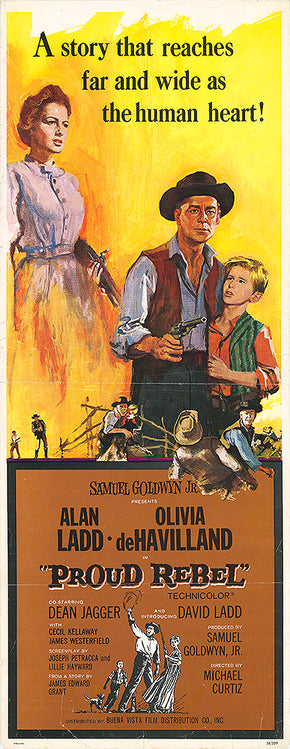 A story that reaches
far and wide as
the human heart!
SAMUEL GOLDWYN JR.
PRESENTS
ALAN LADD · OLIVIA deHAVILLAND
IN
"PROUD REBEL"
TECHNICOLOR®
CO-STARRING
DEAN JAGGER
AND INTRODUCING
DAVID LADD
WITH
CECIL KELLAWAY
JAMES WESTERFIELD
SCREENPLAY BY
JOSEPH PETRACCA and
LILLIE HAYWARD
FROM A STORY BY
JAMES EDWARD
GRANT
PRODUCED BY
SAMUEL
GOLDWYN, JR.
DIRECTED BY
MICHAEL
CURTIZ
DISTRIBUTED BY BUENA VISTA FILM DISTRIBUTION CO., INC.